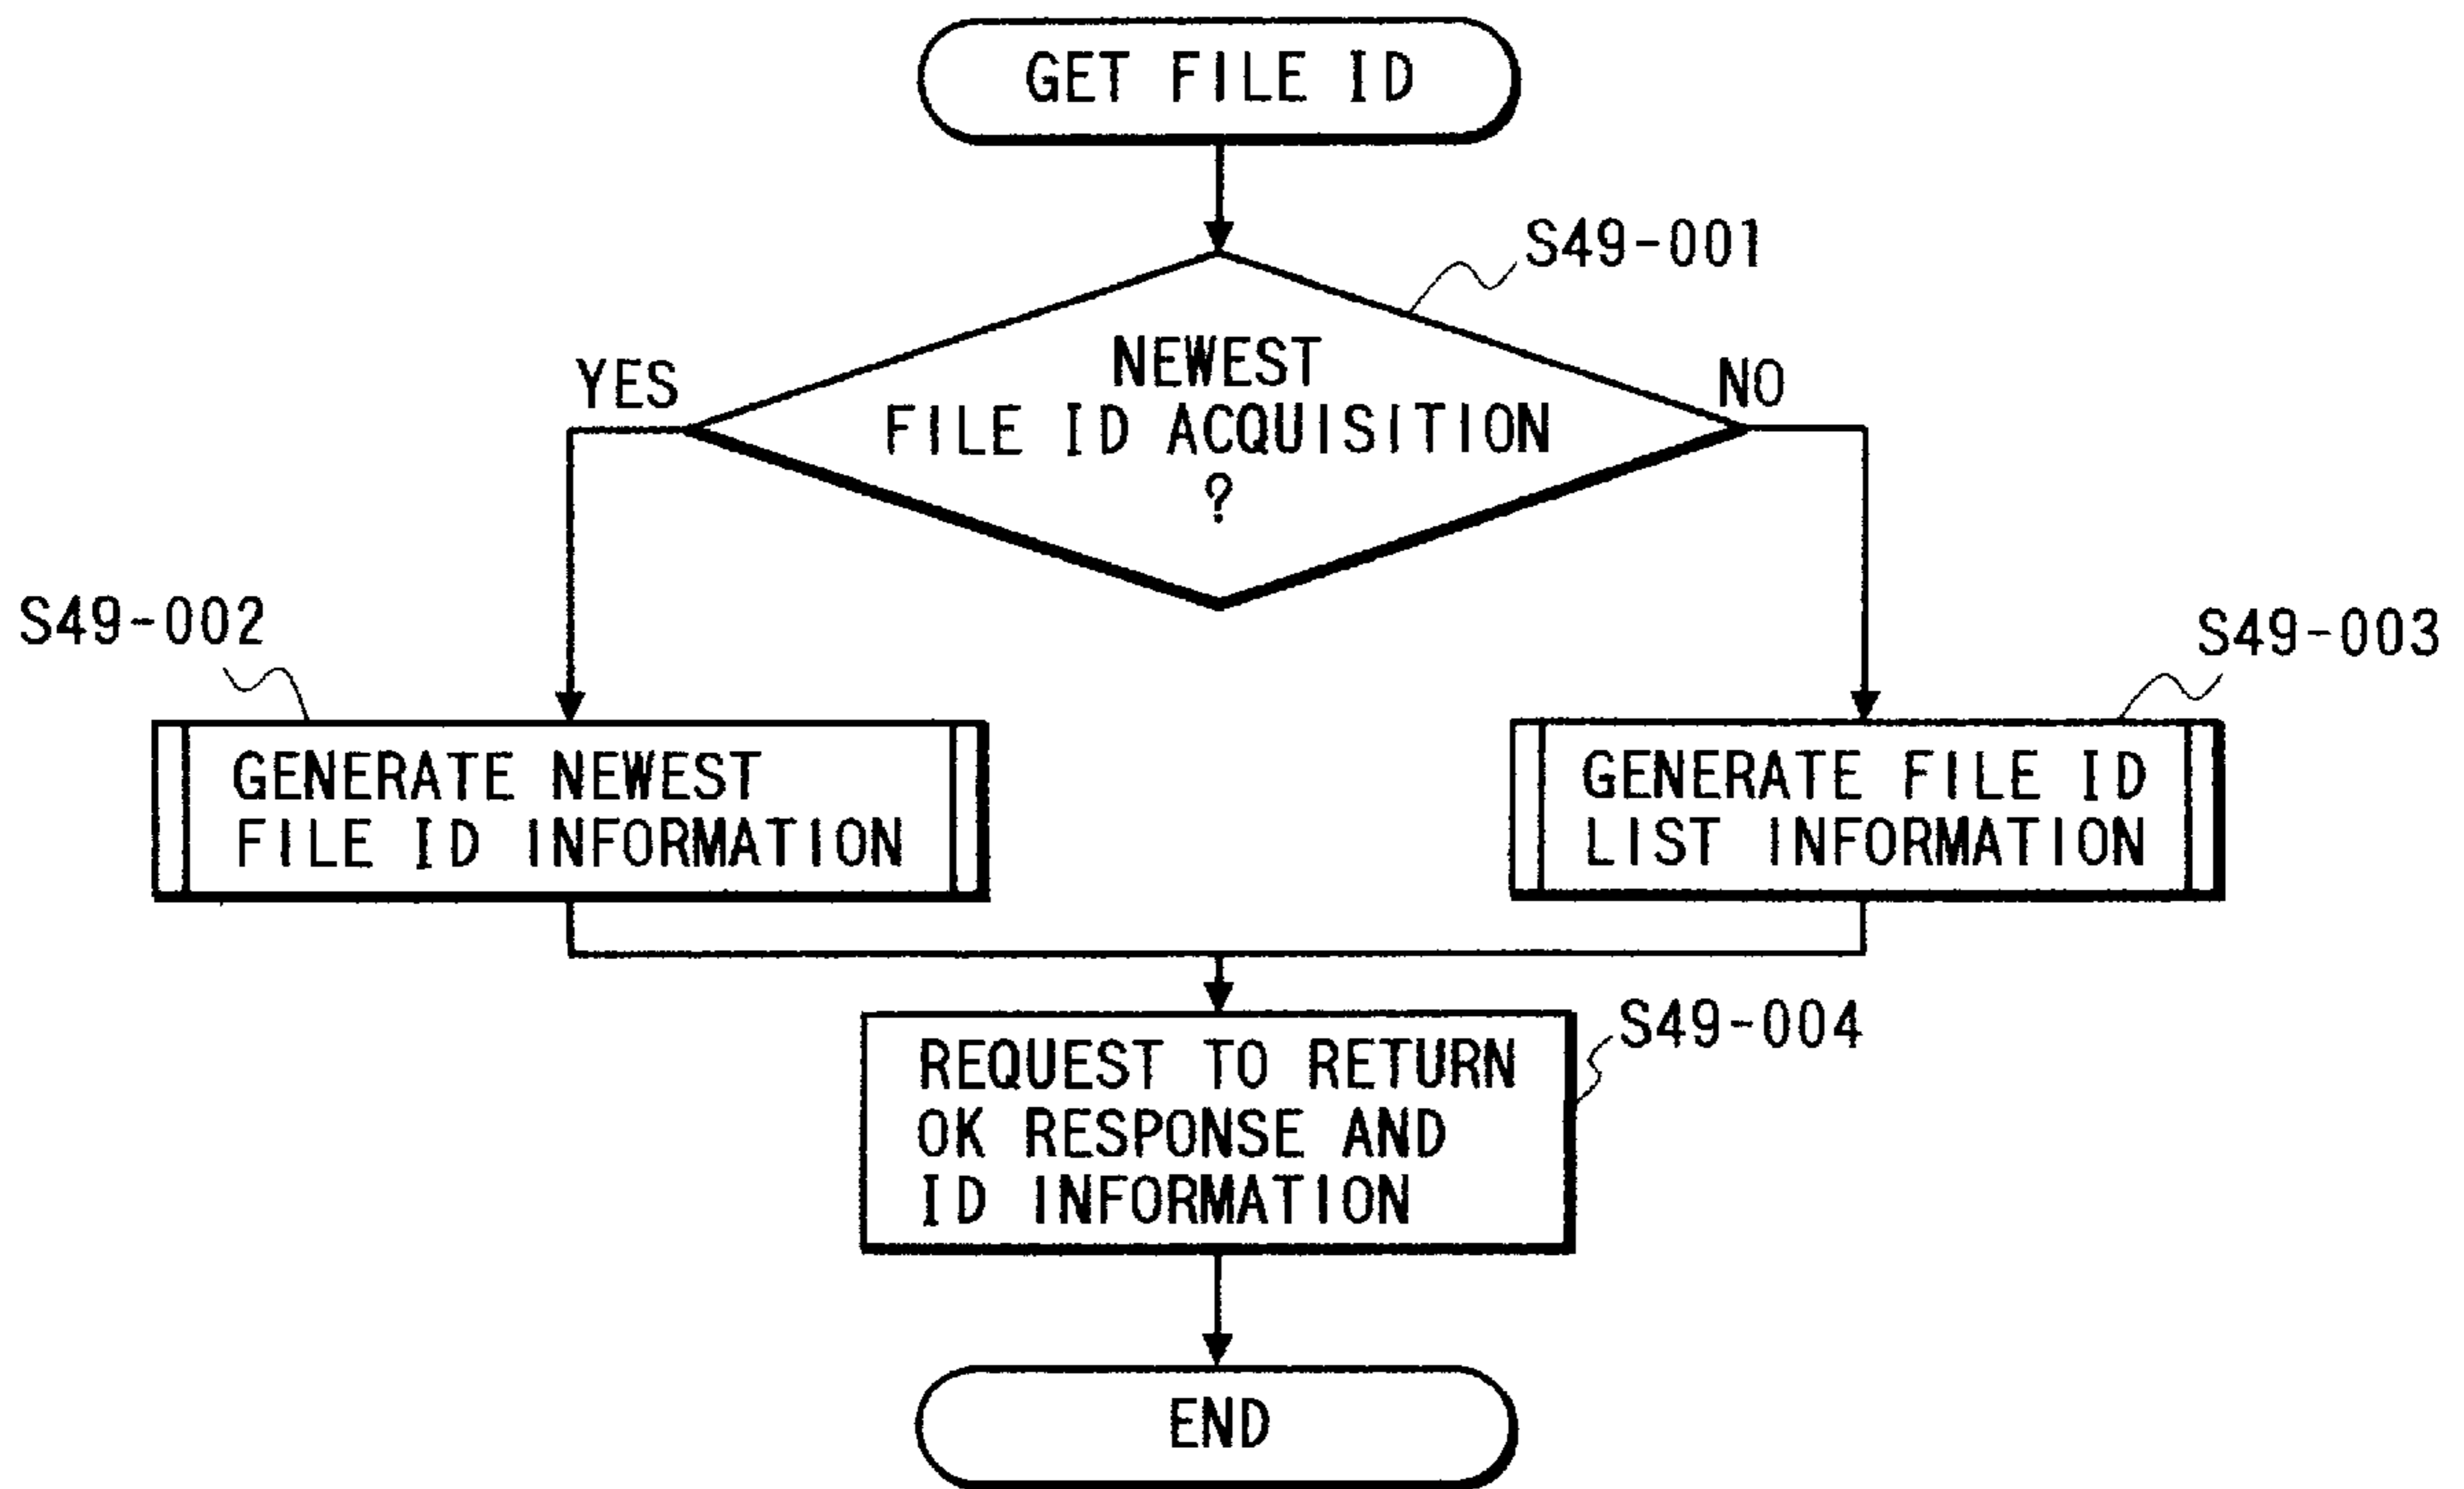 GET FILE ID
S49-001
NEWEST
FILE ID ACQUISITION
?
YES
NO
S49-002
S49-003
GENERATE NEWEST
FILE ID INFORMATION
GENERATE FILE ID
LIST INFORMATION
S49-004
REQUEST TO RETURN
OK RESPONSE AND
ID INFORMATION
END